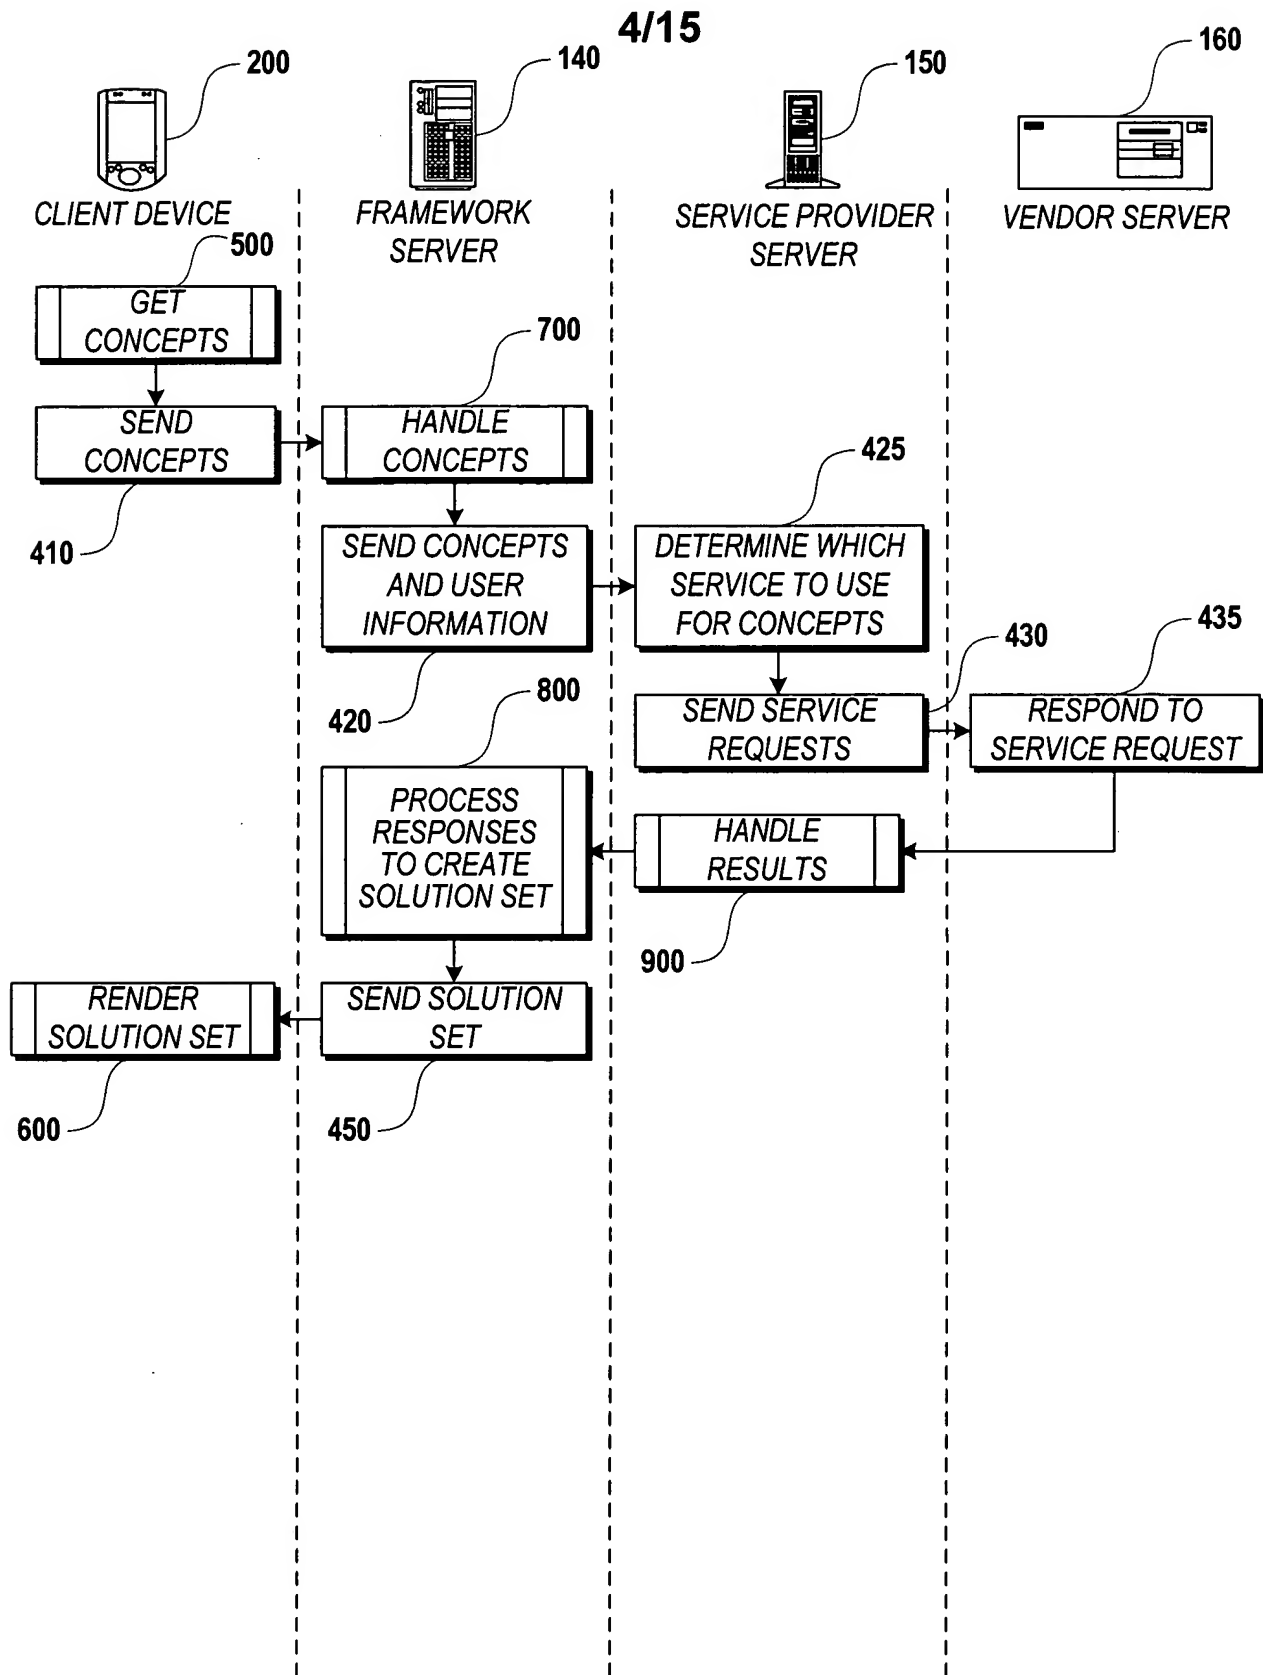 4/15
200
140
150
160
CLIENT DEVICE
FRAMEWORK
SERVER
SERVICE PROVIDER
SERVER
VENDOR SERVER
500
GET
CONCEPTS
700
SEND
CONCEPTS
HANDLE
CONCEPTS
410
425
SEND CONCEPTS
AND USER
INFORMATION
DETERMINE WHICH
SERVICE TO USE
FOR CONCEPTS
420
800
430
435
SEND SERVICE
REQUESTS
RESPOND TO
SERVICE REQUEST
PROCESS
RESPONSES
TO CREATE
SOLUTION SET
HANDLE
RESULTS
900
RENDER
SOLUTION SET
SEND SOLUTION
SET
600
450